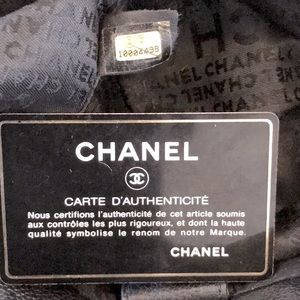 CHANEL
CARTE D'AUTHENTICITÉ
Nous certifions l'authenticité de cet article soumis
aux contrôles les plus rigoureux, et dont la haute
qualité symbolise le renom de notre Marque.
CHANEL